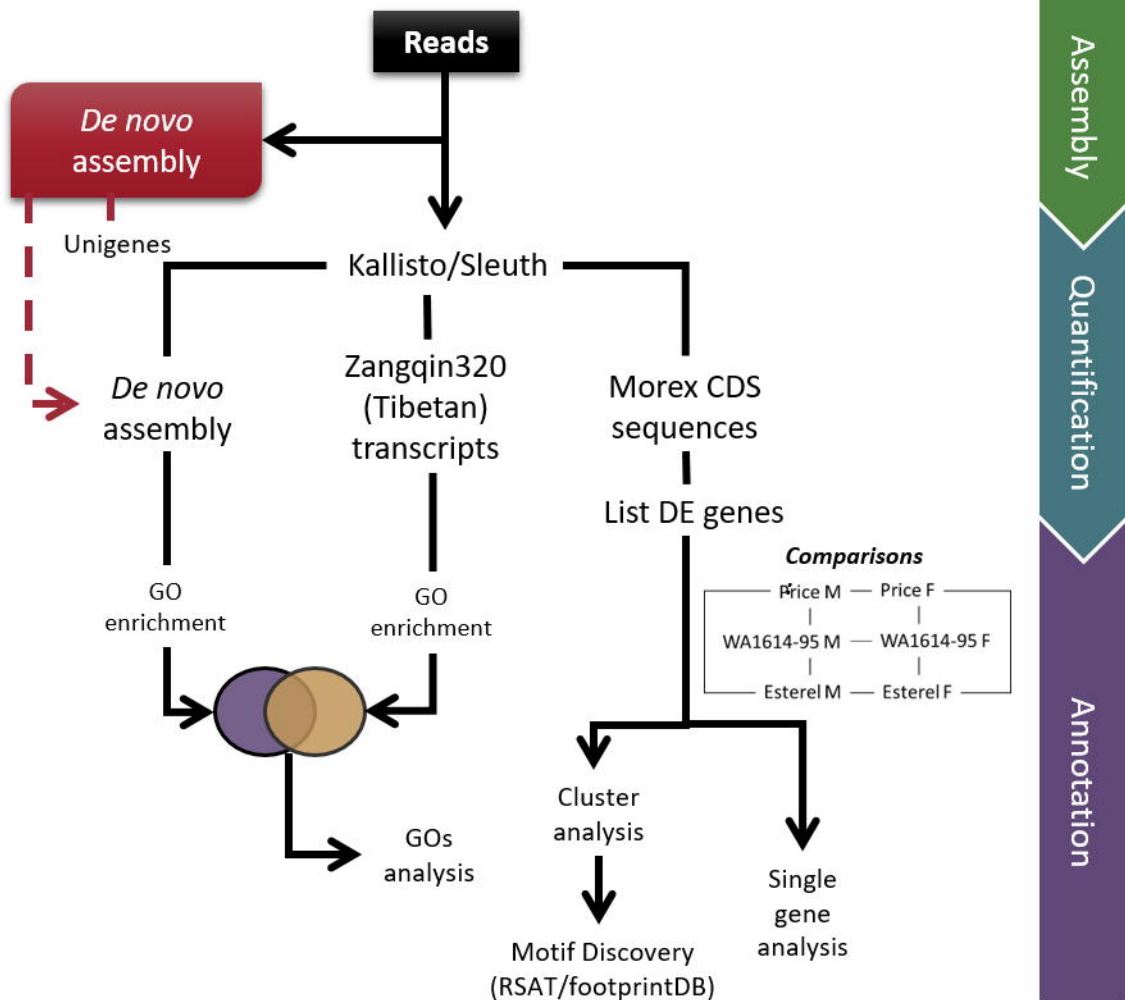 Reads
De novo
assembly
Unigenes
Kallisto/Sleuth
De novo
assembly
Zangqin320
(Tibetan)
transcripts
Morex CDS
sequences
List DE genes
GO
enrichment
GO
enrichment
Comparisons
Price M — Price F
WA1614-95 M — WA1614-95 F
Esterel M — Esterel F
GOs
analysis
Cluster
analysis
Motif Discovery
(RSAT/footprintDB)
Single
gene
analysis
Assembly
Quantification
Annotation